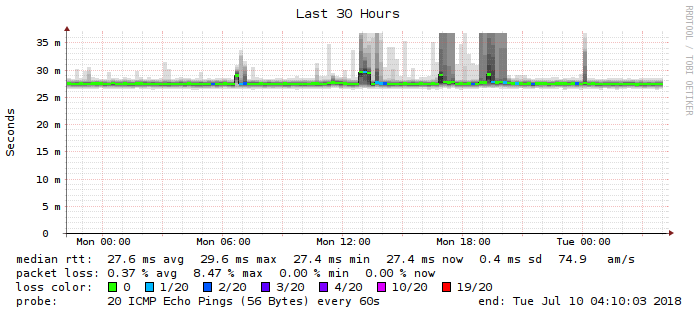 Last 30 Hours
RRDTOOL / TOBI OETIKER
Seconds
35 m
30 m
25 m
20 m
15 m
10 m
5 m
0
Mon 00:00 Mon 06:00 Mon 12:00 Mon 18:00 Tue 00:00
median rtt: 27.6 ms avg 29.6 ms max 27.4 ms min 27.4 ms now 0.4 ms sd 74.9 am/s
packet loss: 0.37 % avg 8.47 % max 0.00 % min 0.00 % now
loss color: 0 1/20 2/20 3/20 4/20 10/20 19/20
probe: 20 ICMP Echo Pings (56 Bytes) every 60s end: Tue Jul 10 04:10:03 2018